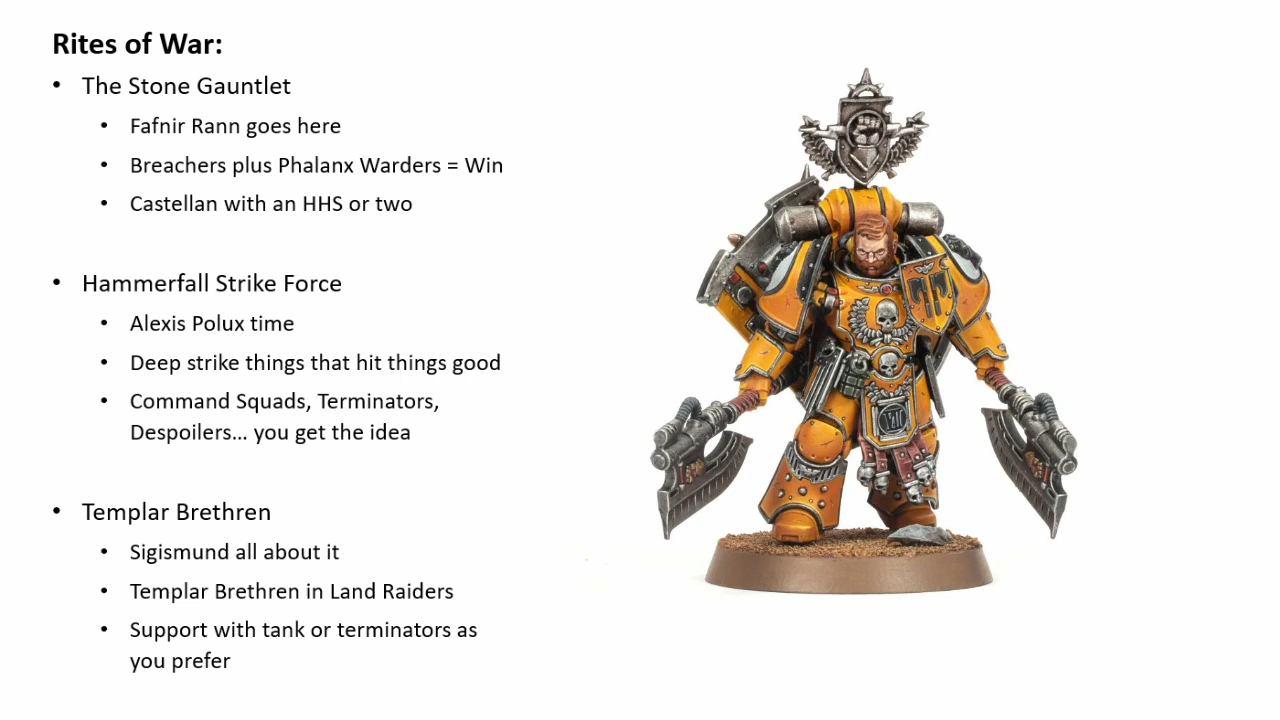 Rites of War:
• The Stone Gauntlet
• Fafnir Rann goes here
• Breachers plus Phalanx Warders = Win
• Castellan with an HHS or two
• Hammerfall Strike Force
• Alexis Polux time
• Deep strike things that hit things good
• Command Squads, Terminators,
Despoilers... you get the idea
• Templar Brethren
• Sigismund all about it
• Templar Brethren in Land Raiders
• Support with tank or terminators as
you prefer